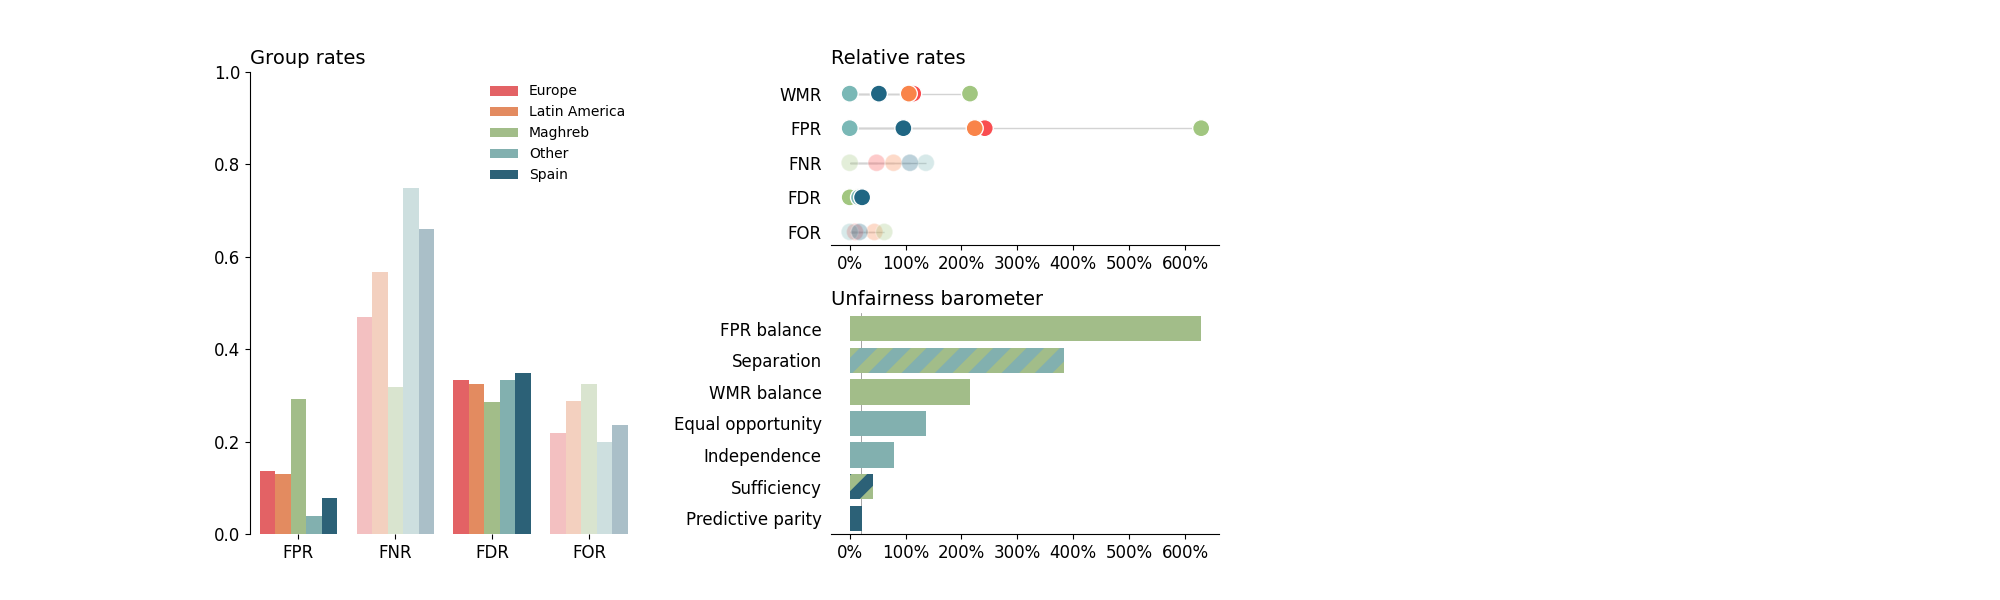 Group rates
1.0
0.8
0.6
0.4
0.2
0.0
FPR FNR FDR FOR
Europe
Latin America
Maghreb
Other
Spain
Relative rates
WMR
FPR
FNR
FDR
FOR
0% 100% 200% 300% 400% 500% 600%
Unfairness barometer
FPR balance
Separation
WMR balance
Equal opportunity
Independence
Sufficiency
Predictive parity
0% 100% 200% 300% 400% 500% 600%